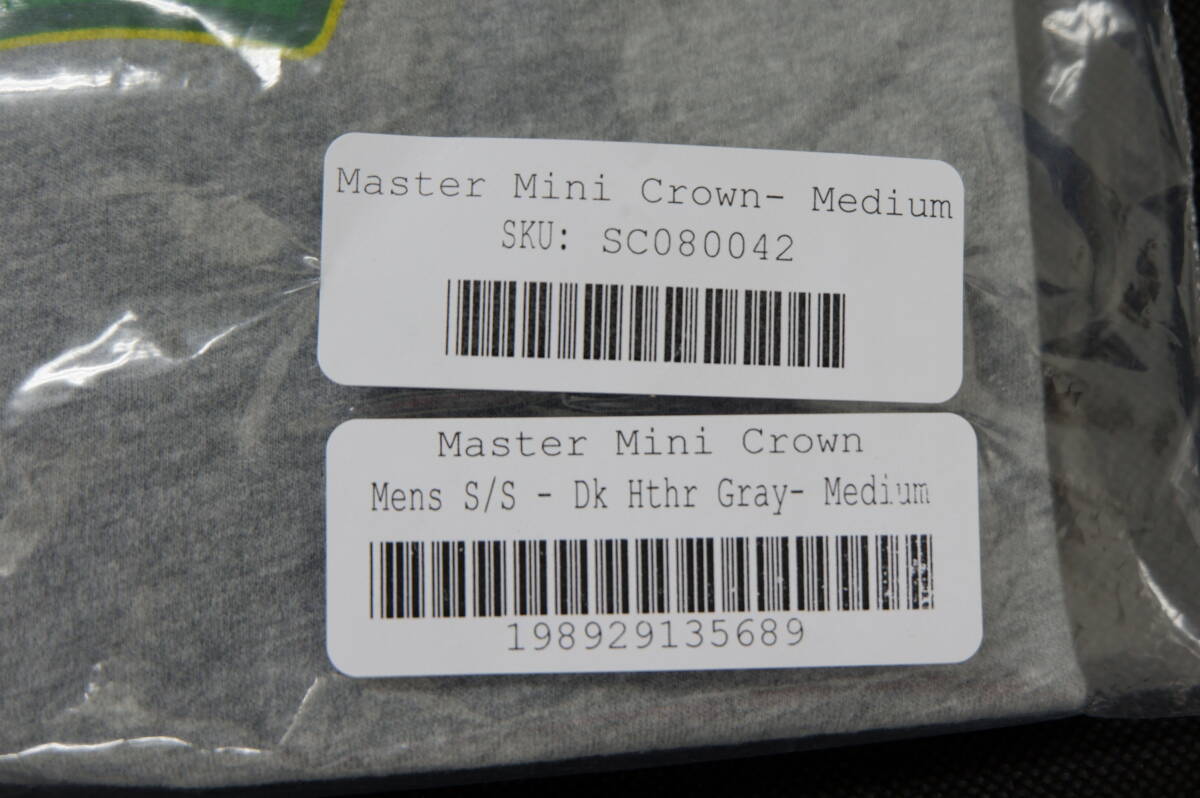 Master Mini Crown- Medium
SKU: SC080042
Master Mini Crown
Mens S/S - Dk Hthr Gray- Medium
198929135689